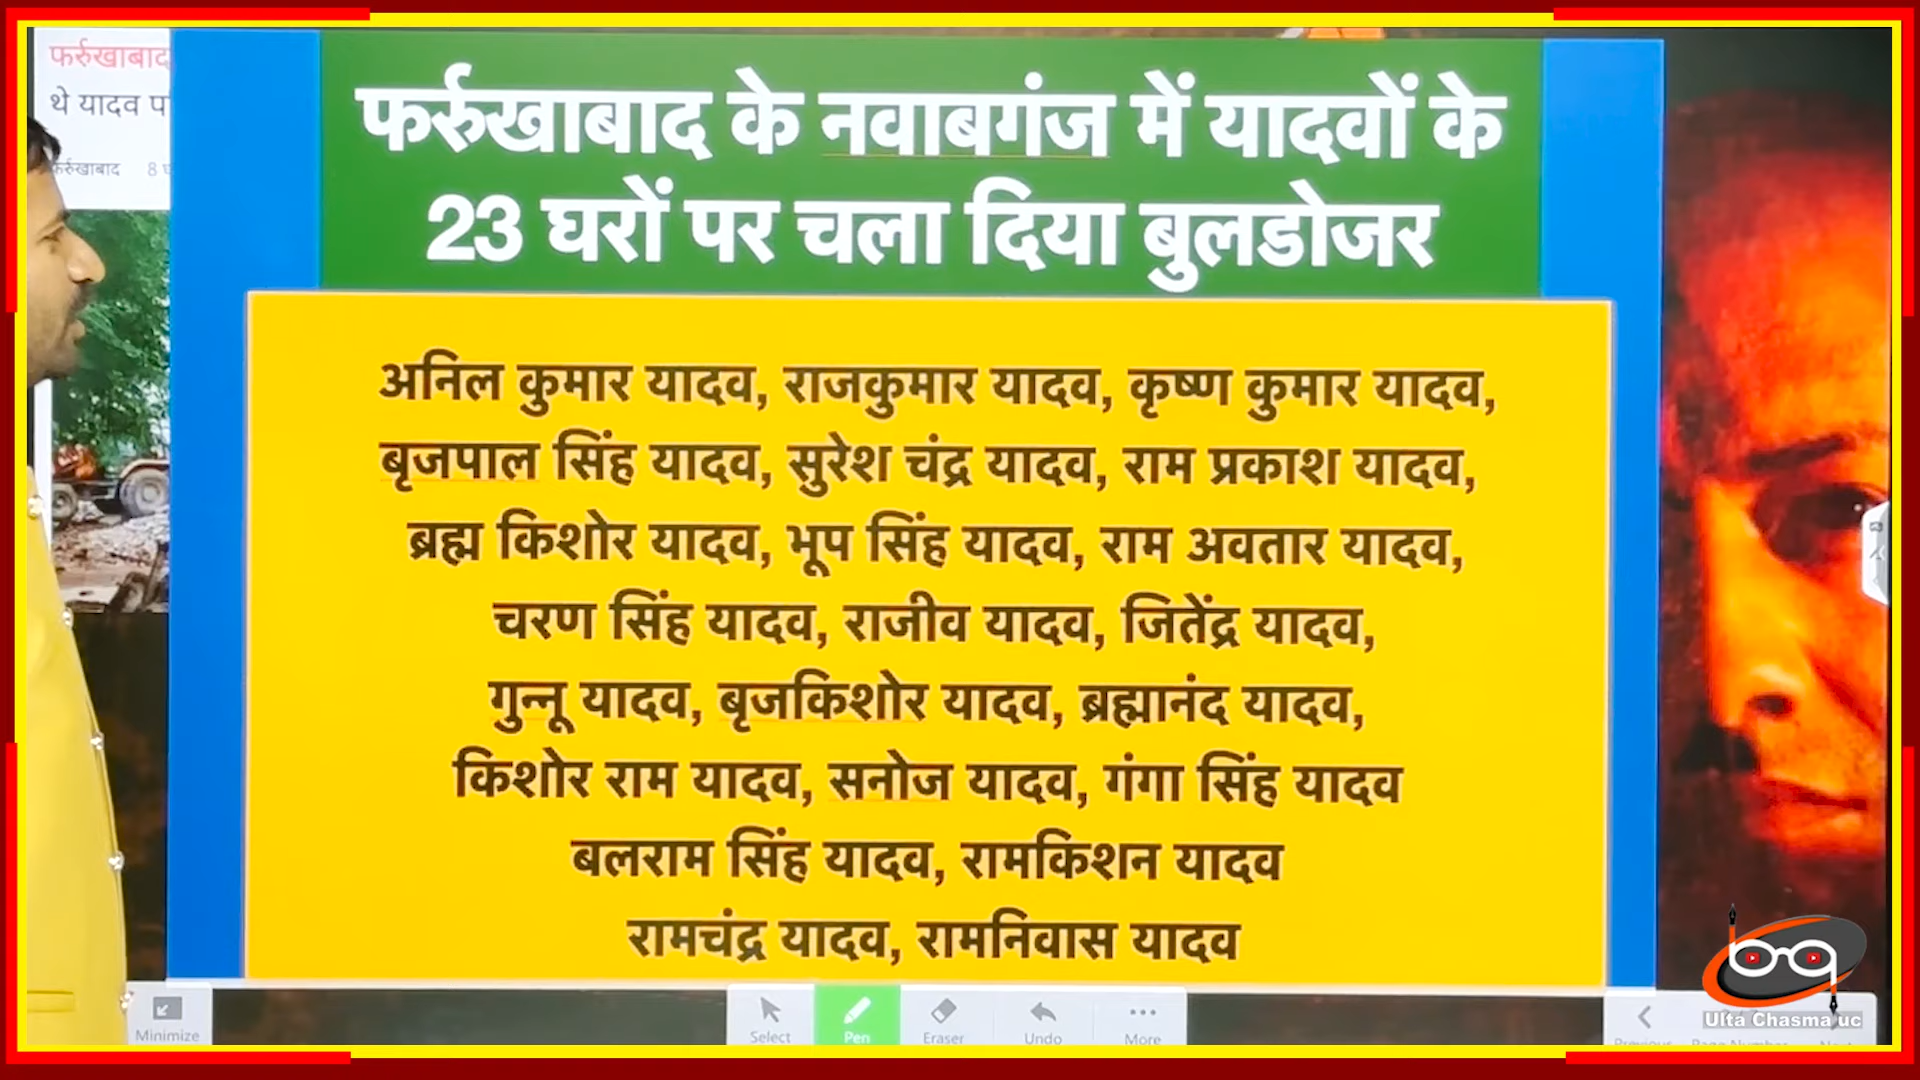 फर्रुखाबाद
थे यादव
फर्रुखाबाद 8
फर्रुखाबाद के नवाबगंज में यादवों के
23 घरों पर चला दिया बुलडोजर
अनिल कुमार यादव, राजकुमार यादव, कृष्ण कुमार यादव,
बृजपाल सिंह यादव, सुरेश चंद्र यादव, राम प्रकाश यादव,
ब्रह्म किशोर यादव, भूप सिंह यादव, राम अवतार यादव,
चरण सिंह यादव, राजीव यादव, जितेंद्र यादव,
गुन्नू यादव, बृजकिशोर यादव, ब्रह्मानंद यादव,
किशोर राम यादव, सनोज यादव, गंगा सिंह यादव
बलराम सिंह यादव, रामकिशन यादव
रामचंद्र यादव, रामनिवास यादव
Minimize
Select Pen Eraser Undo More
Ulta Chasma uc